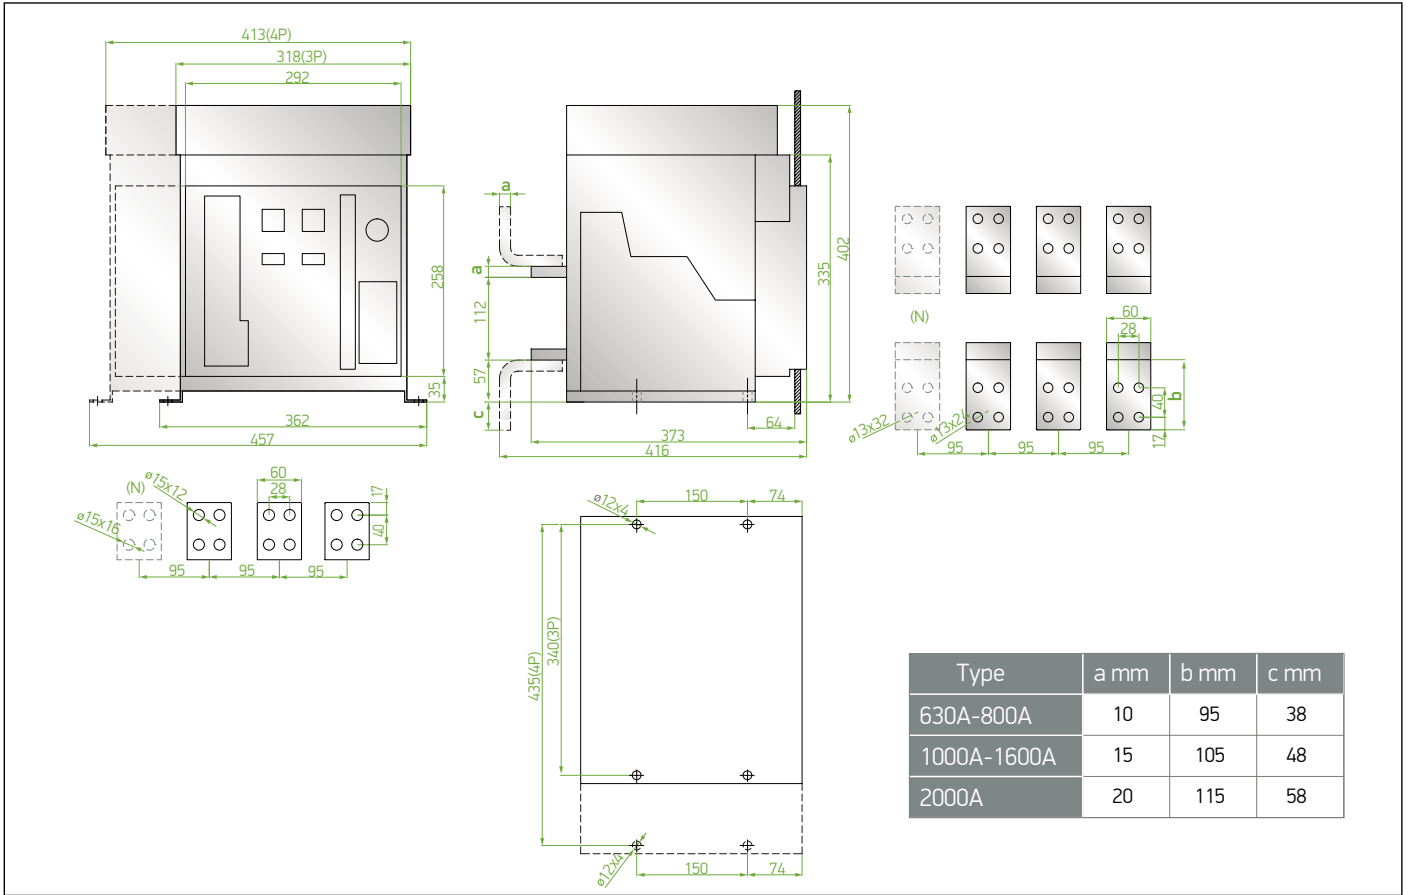 413(4P)
318(3P)
292
258
35
362
457
a
a
112
57
c
335
402
64
373
416
(N)
60
28
40
b
17
ø13x32
ø13x24
95
95
95
(N)
ø15x12
ø15x16
60
28
17
40
95
95
95
ø12x4
150
74
340(3P)
435(4P)
ø12x4
150
74
Type a mm b mm c mm
630A-800A 10 95 38
1000A-1600A 15 105 48
2000A 20 115 58